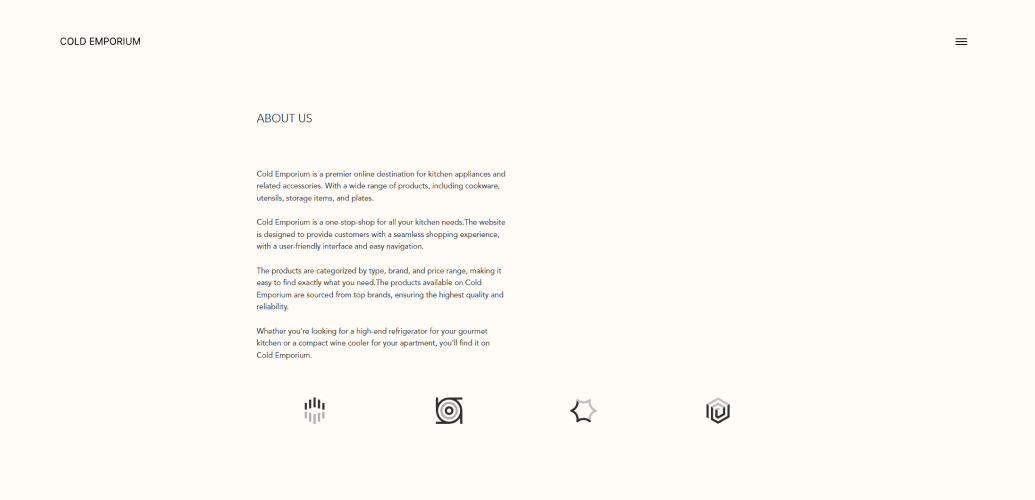 COLD EMPORIUM
ABOUT US
Cold Emporium is a premier online destination for kitchen appliances and
related accessories. With a wide range of products, including cookware,
utensils, storage items, and plates.
Cold Emporium is a one-stop-shop for all your kitchen needs.The website
is designed to provide customers with a seamless shopping experience,
with a user-friendly interface and easy navigation.
The products are categorized by type, brand, and price range, making it
easy to find exactly what you need.The products available on Cold
Emporium are sourced from top brands, ensuring the highest quality and
reliability.
Whether you're looking for a high-end refrigerator for your gourmet
kitchen or a compact wine cooler for your apartment, you'll find it on
Cold Emporium.